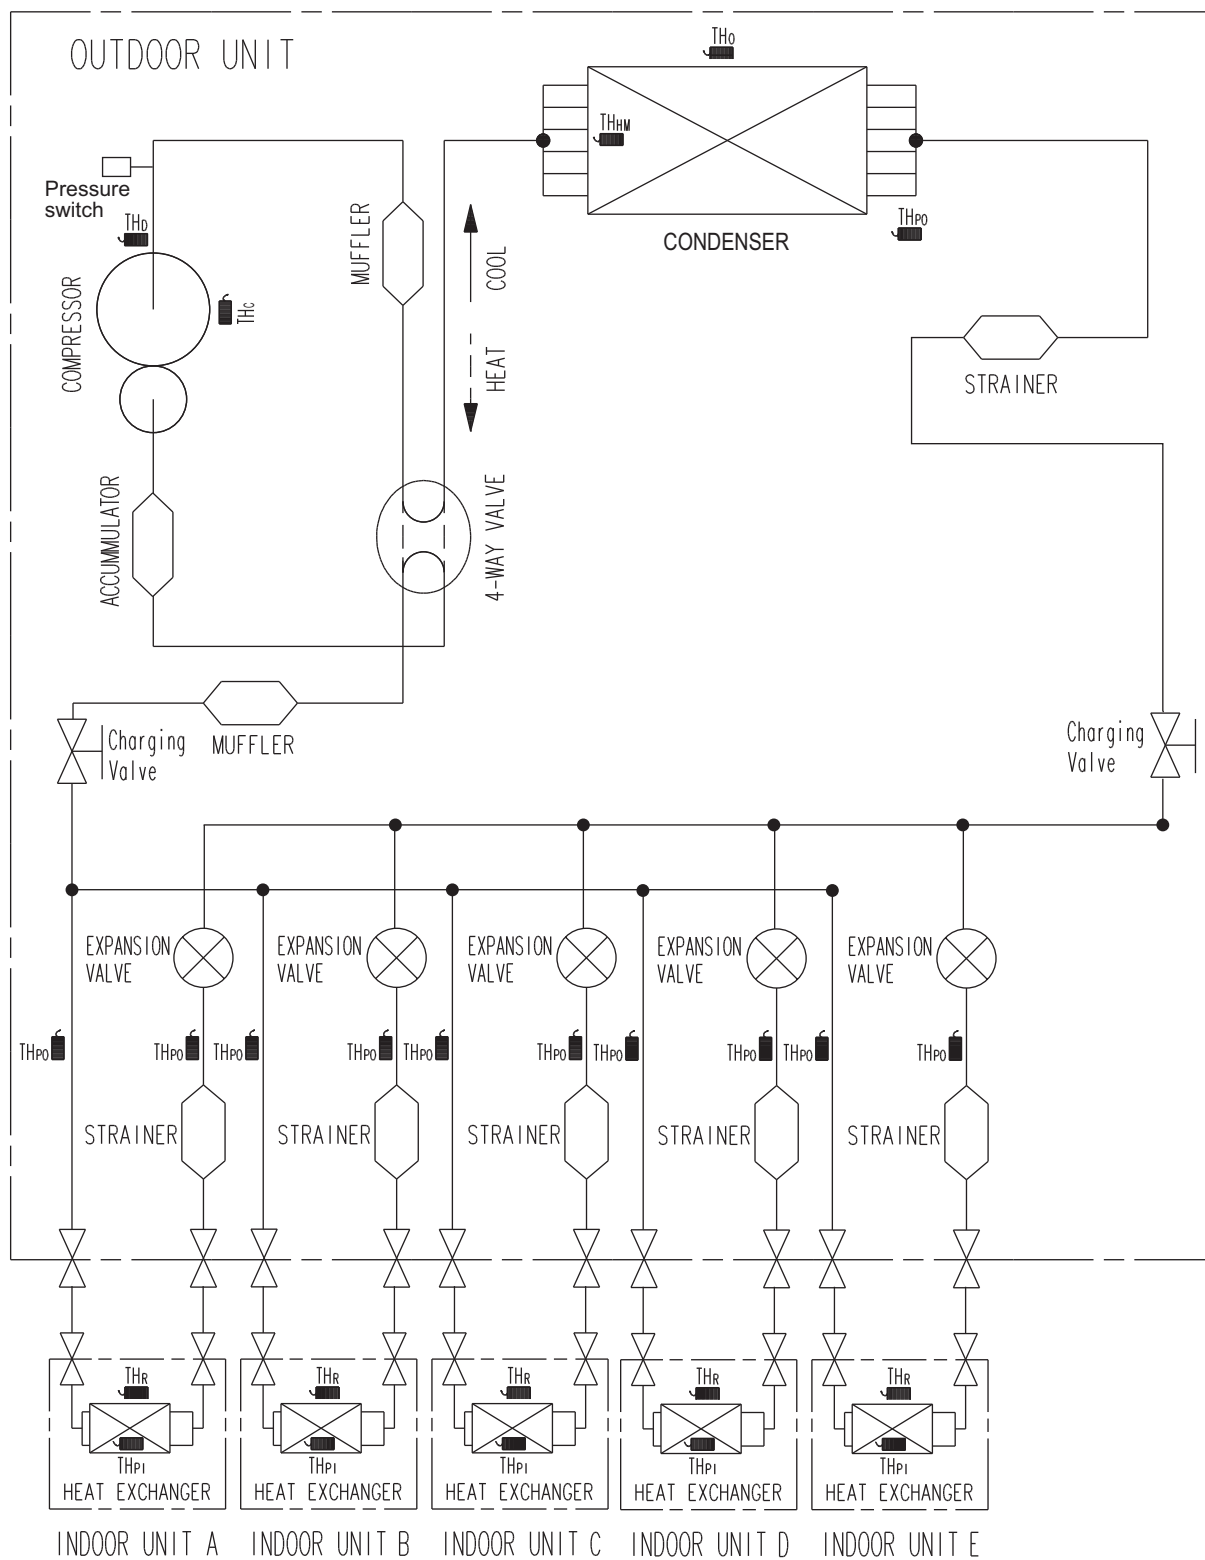 OUTDOOR UNIT
THO
THHM
Pressure
switch
THD
MUFFLER
COOL
THPO
CONDENSER
COMPRESSOR
THC
HEAT
STRAINER
ACCUMMULATOR
4-WAY VALVE
MUFFLER
Charging
Valve
Charging
Valve
EXPANSION
VALVE
EXPANSION
VALVE
EXPANSION
VALVE
EXPANSION
VALVE
EXPANSION
VALVE
THPO
THPO
THPO
THPO
THPO
THPO
THPO
THPO
THPO
THPO
STRAINER
STRAINER
STRAINER
STRAINER
STRAINER
THR
THR
THR
THR
THR
THPI
THPI
THPI
THPI
THPI
HEAT EXCHANGER
HEAT EXCHANGER
HEAT EXCHANGER
HEAT EXCHANGER
HEAT EXCHANGER
INDOOR UNIT A
INDOOR UNIT B
INDOOR UNIT C
INDOOR UNIT D
INDOOR UNIT E